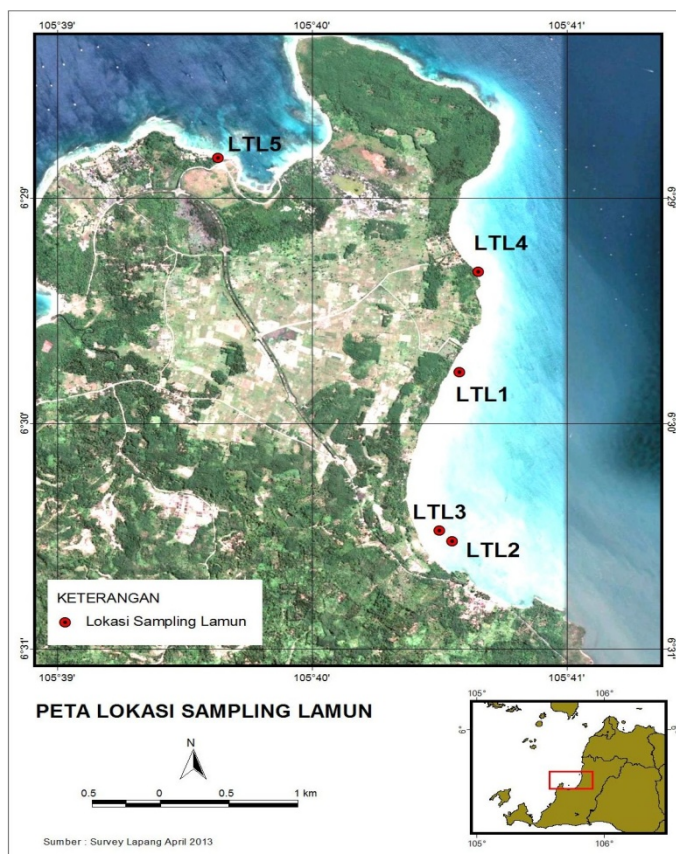 105°39'
105°40'
105°41'
LTL5
6°29'
6°29'
LTL4
LTL1
6°30'
6°30'
LTL3
LTL2
KETERANGAN
Lokasi Sampling Lamun
6°31'
6°31'
105°39'
105°40'
105°41'
PETA LOKASI SAMPLING LAMUN
N
0.5 0 0.5 1 km
105° 106°
6° 6°
105° 106°
Sumber : Survey Lapang April 2013